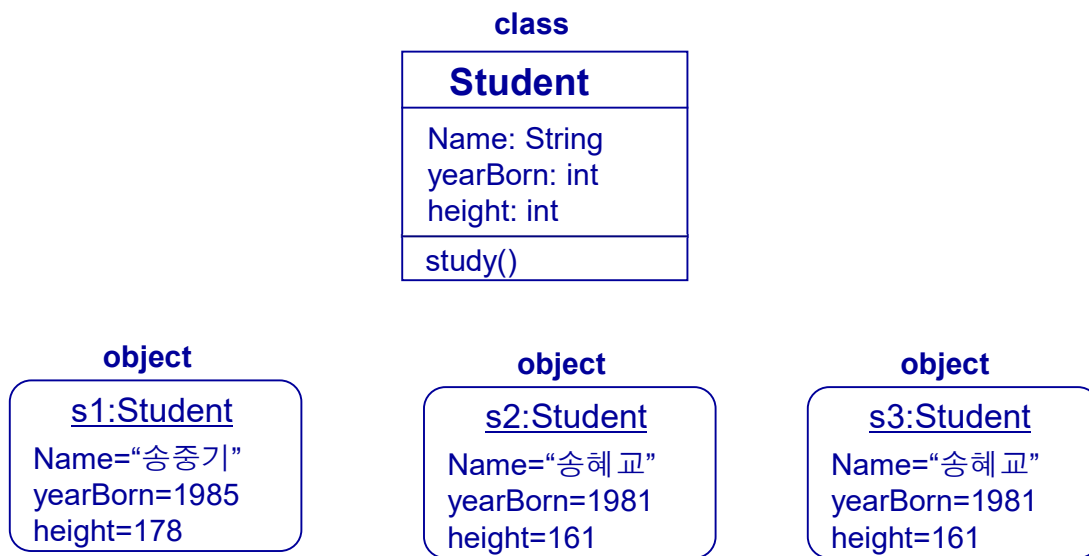 class
Student
Name: String
yearBorn: int
height: int
study()
object
s1:Student
Name=“송중기”
yearBorn=1985
height=178
object
s2:Student
Name=“송혜교”
yearBorn=1981
height=161
object
s3:Student
Name=“송혜교”
yearBorn=1981
height=161